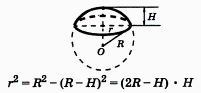 H
r
R
O
r² = R² − (R−H)² = (2R−H) · H